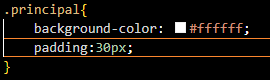 .principal{
background-color: #ffffff;
padding:30px;
}